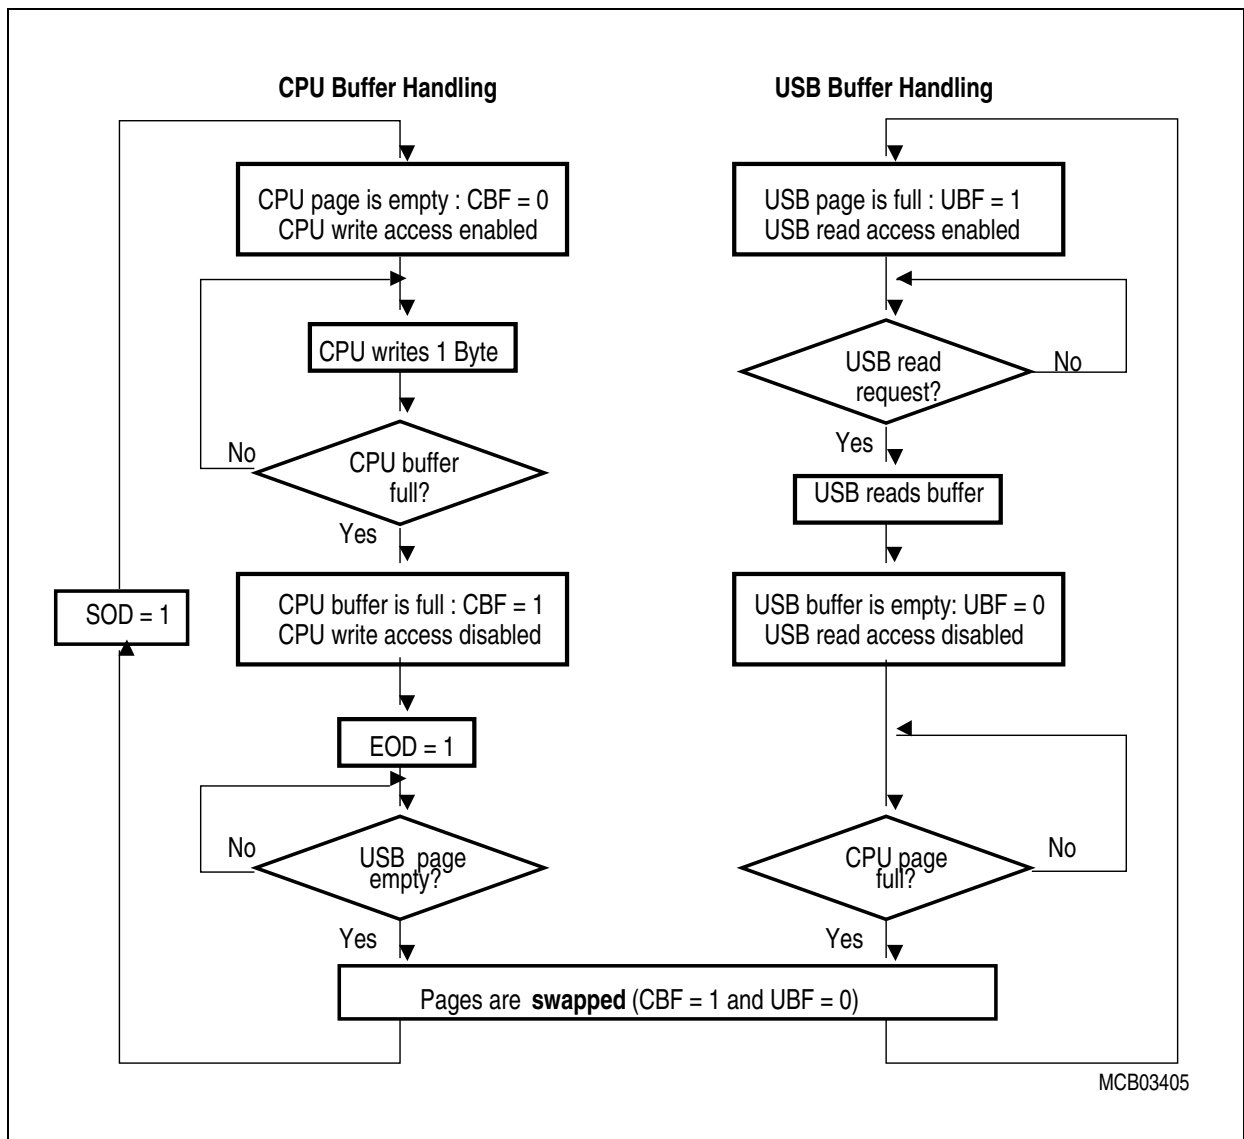 CPU Buffer Handling
CPU page is empty : CBF = 0
CPU write access enabled
CPU writes 1 Byte
No
CPU buffer
full?
Yes
CPU buffer is full : CBF = 1
CPU write access disabled
SOD = 1
EOD = 1
No
USB page
empty?
Yes
USB Buffer Handling
USB page is full : UBF = 1
USB read access enabled
USB read
request?
No
Yes
USB reads buffer
USB buffer is empty: UBF = 0
USB read access disabled
CPU page
full?
No
Yes
Pages are swapped (CBF = 1 and UBF = 0)
MCB03405